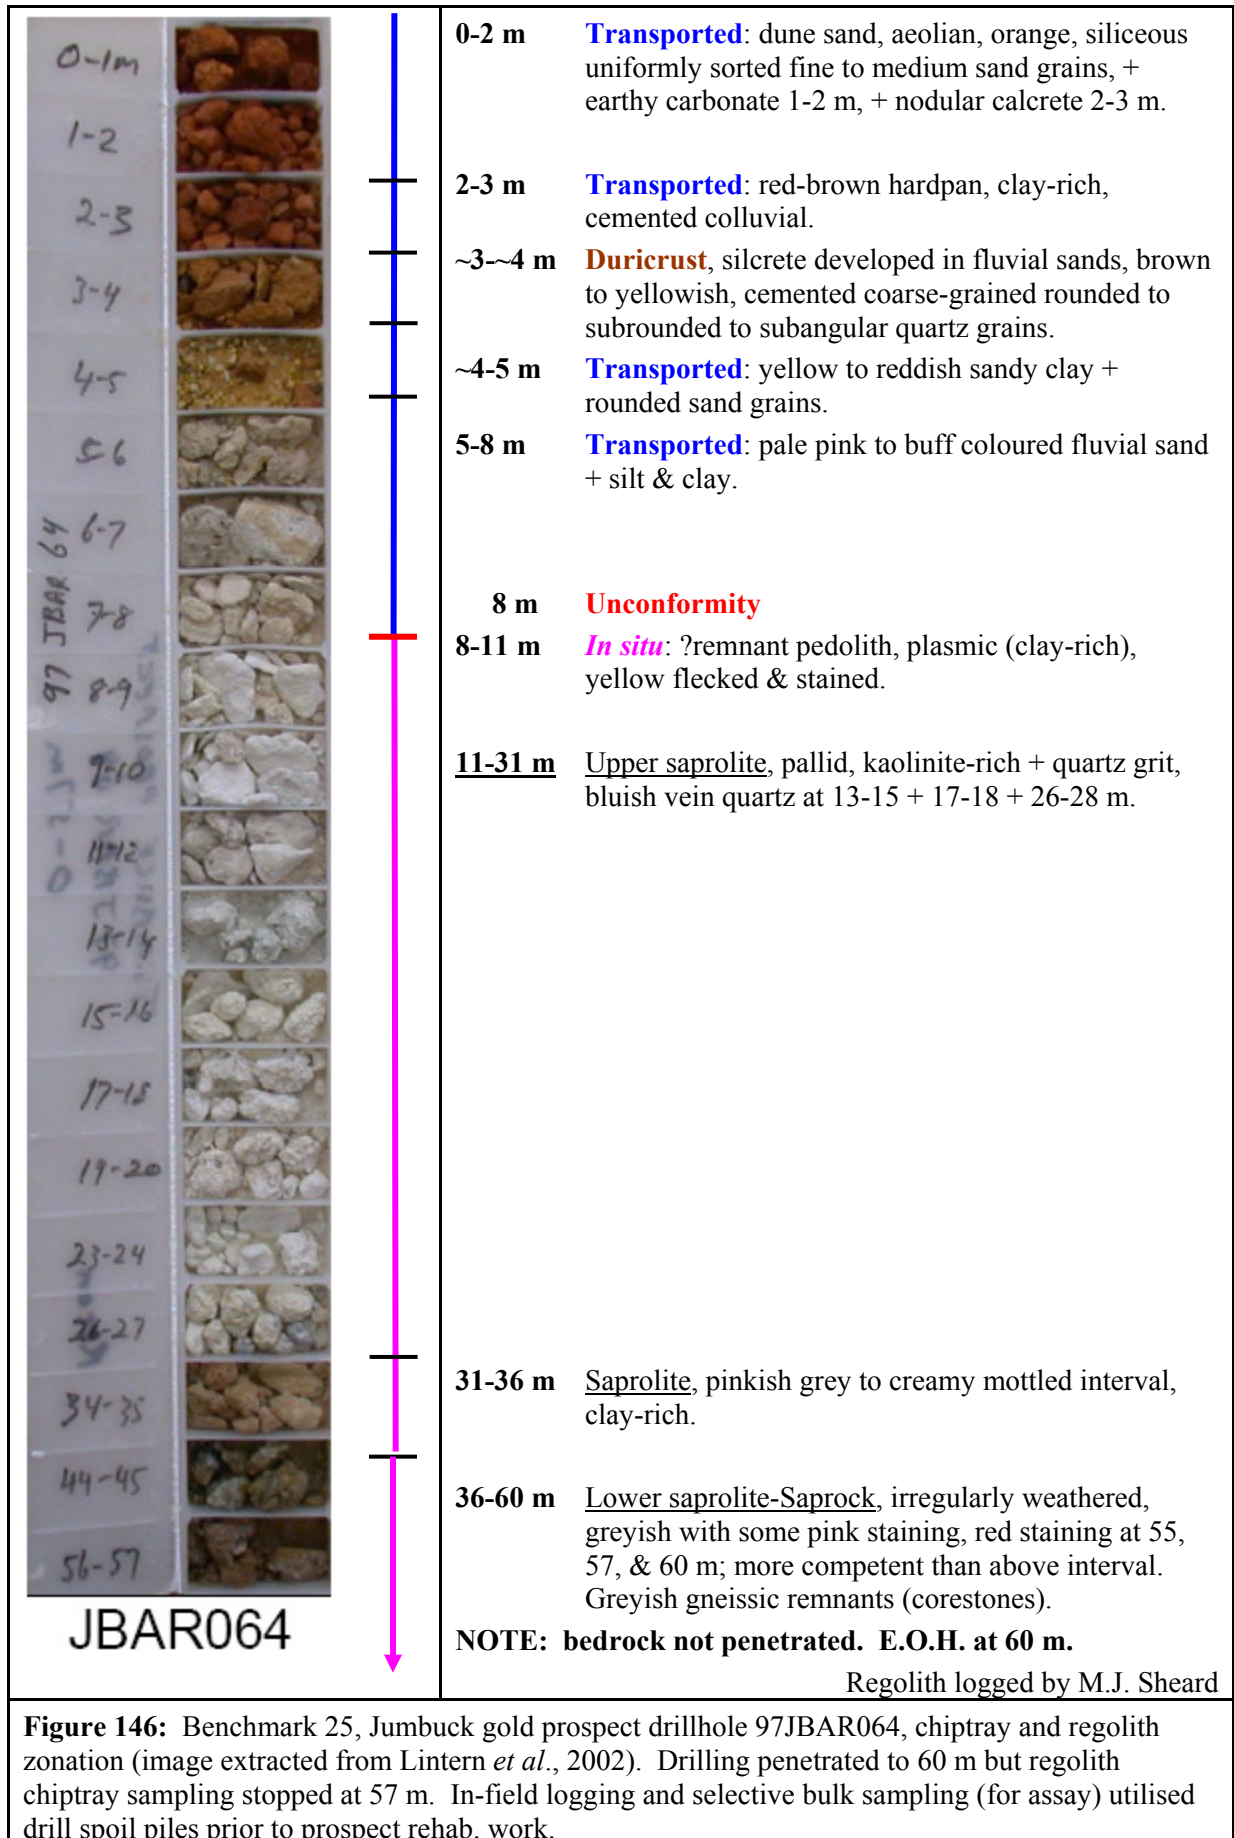 0-1m
1-2
2-3
3-4
4-5
5-6
6-7
7-8
97 JBAR 64
8-9
9-10
11-12
13-14
15-16
17-18
19-20
23-24
26-27
34-35
44-45
56-57
JBAR064
0-2 m Transported: dune sand, aeolian, orange, siliceous
uniformly sorted fine to medium sand grains, +
earthy carbonate 1-2 m, + nodular calcrete 2-3 m.
2-3 m Transported: red-brown hardpan, clay-rich,
cemented colluvial.
~3-~4 m Duricrust, silcrete developed in fluvial sands, brown
to yellowish, cemented coarse-grained rounded to
subrounded to subangular quartz grains.
~4-5 m Transported: yellow to reddish sandy clay +
rounded sand grains.
5-8 m Transported: pale pink to buff coloured fluvial sand
+ silt & clay.
8 m Unconformity
8-11 m In situ: ?remnant pedolith, plasmic (clay-rich),
yellow flecked & stained.
11-31 m Upper saprolite, pallid, kaolinite-rich + quartz grit,
bluish vein quartz at 13-15 + 17-18 + 26-28 m.
31-36 m Saprolite, pinkish grey to creamy mottled interval,
clay-rich.
36-60 m Lower saprolite-Saprock, irregularly weathered,
greyish with some pink staining, red staining at 55,
57, & 60 m; more competent than above interval.
Greyish gneissic remnants (corestones).
NOTE: bedrock not penetrated. E.O.H. at 60 m.
Regolith logged by M.J. Sheard
Figure 146: Benchmark 25, Jumbuck gold prospect drillhole 97JBAR064, chiptray and regolith
zonation (image extracted from Lintern et al., 2002). Drilling penetrated to 60 m but regolith
chiptray sampling stopped at 57 m. In-field logging and selective bulk sampling (for assay) utilised
drill spoil piles prior to prospect rehab. work.